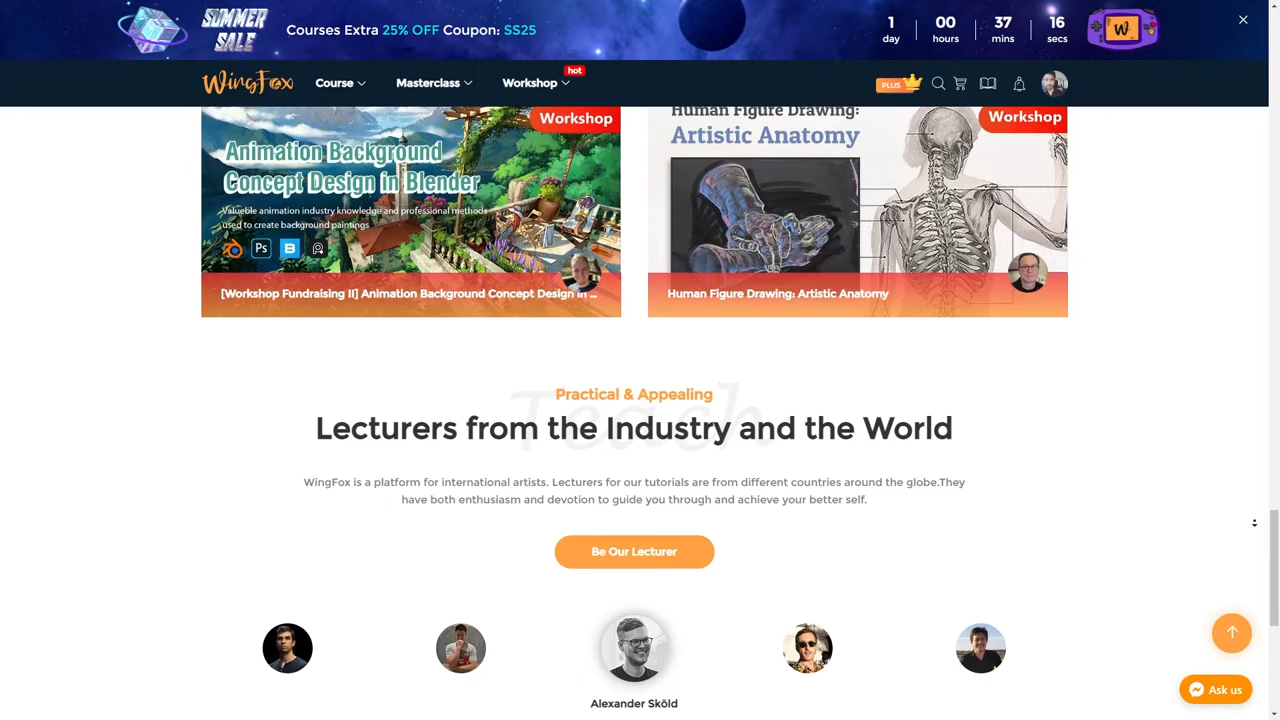 SUMMER
SALE
Courses Extra 25% OFF Coupon: SS25
1 00 37 16
day hours mins secs
W
WingFox
Course
Masterclass
Workshop
hot
PLUS
Workshop
Animation Background
Concept Design in Blender
Valueble animation industry knowledge and professional methods
used to create background paintings
Ps
[Workshop Fundraising II] Animation Background Concept Design in ...
Human Figure Drawing:
Artistic Anatomy
Workshop
Human Figure Drawing: Artistic Anatomy
Teach
Practical & Appealing
Lecturers from the Industry and the World
WingFox is a platform for international artists. Lecturers for our tutorials are from different countries around the globe.They
have both enthusiasm and devotion to guide you through and achieve your better self.
Be Our Lecturer
Alexander Sköld
Ask us